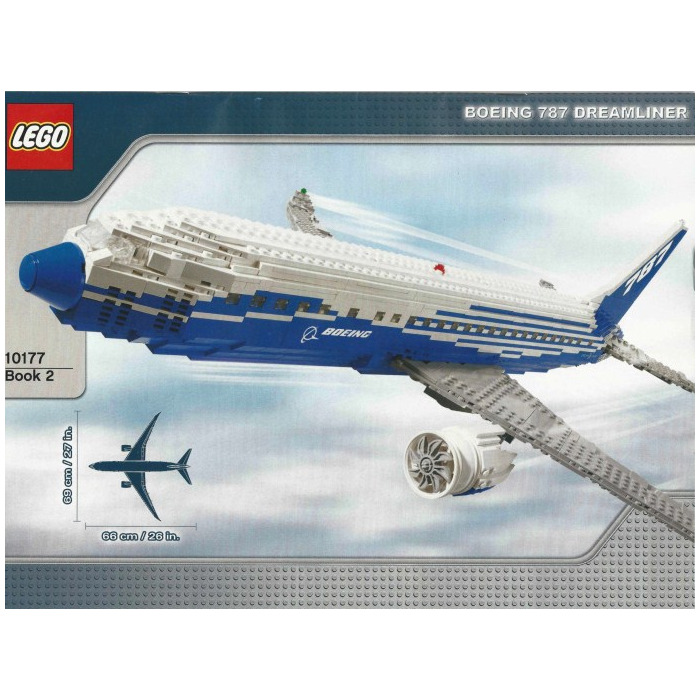 LEGO
BOEING 787 DREAMLINER
787
BOEING
10177
Book 2
69 cm / 27 in.
66 cm / 26 in.